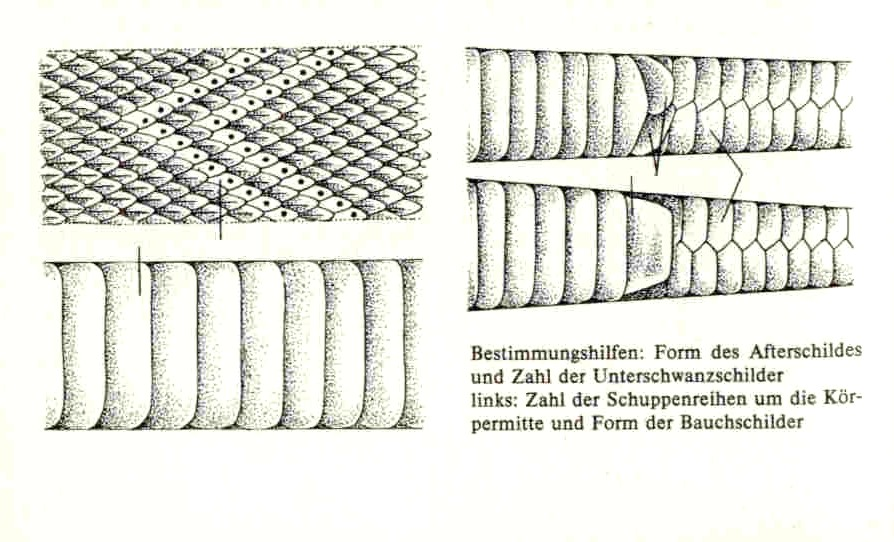 Bestimmungshilfen: Form des Afterschildes
und Zahl der Unterschwanzschilder
links: Zahl der Schuppenreihen um die Kör-
permitte und Form der Bauchschilder